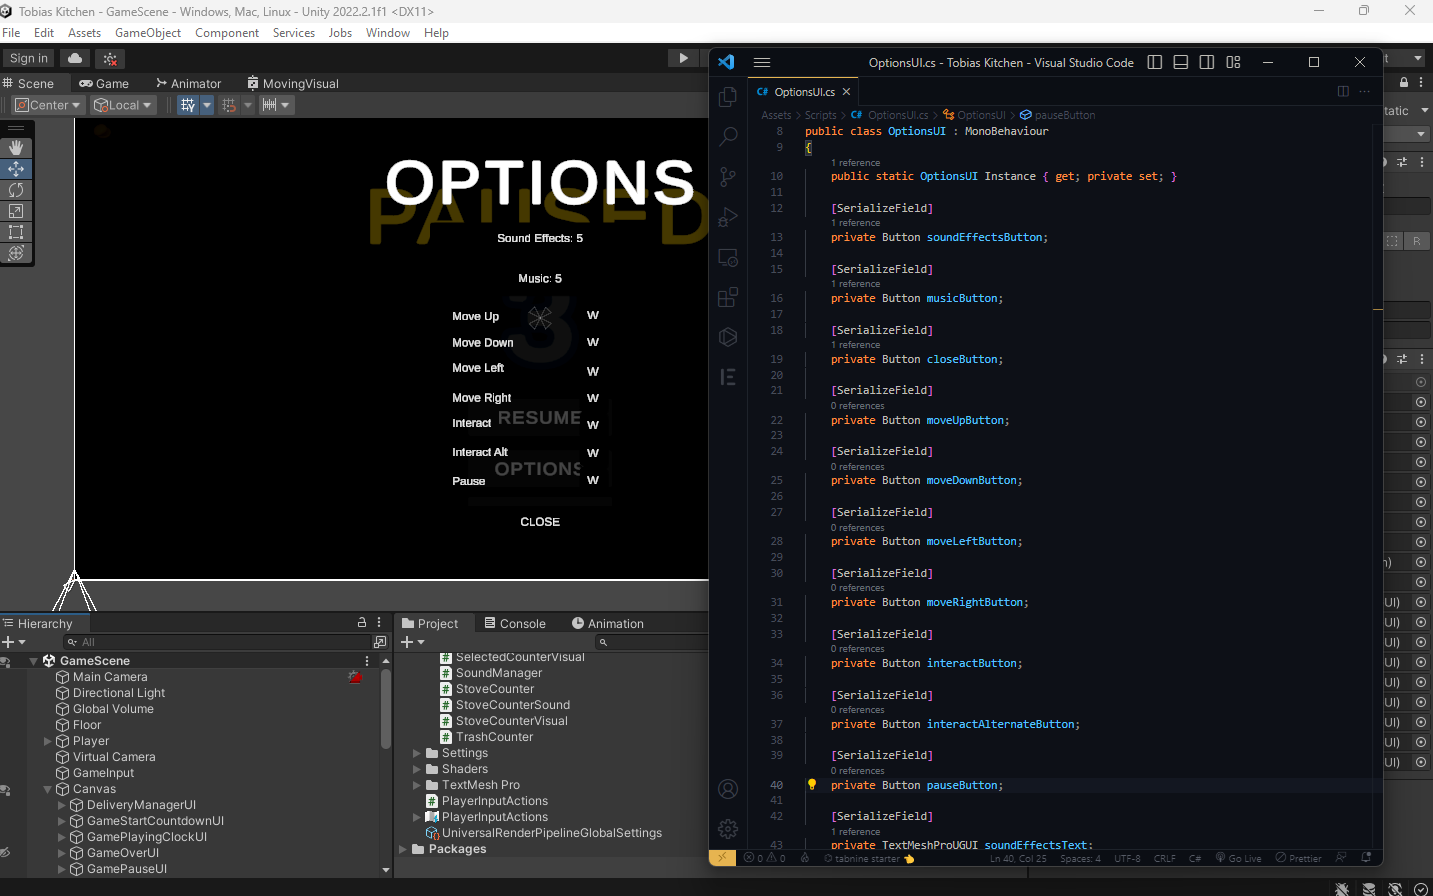 Tobias Kitchen - GameScene - Windows, Mac, Linux - Unity 2022.2.1f1 <DX11>
File Edit Assets GameObject Component Services Jobs Window Help
Sign in
Scene Game Animator MovingVisual
Center Local
OPTIONS
PAUSED
Sound Effects: 5
Music: 5
3
Move Up W
Move Down W
Move Left W
Move Right W
RESUME
Interact W
Interact Alt W
OPTIONS
Pause W
CLOSE
Hierarchy
All
GameScene
Main Camera
Directional Light
Global Volume
Floor
Player
Virtual Camera
GameInput
Canvas
DeliveryManagerUI
GameStartCountdownUI
GamePlayingClockUI
GameOverUI
GamePauseUI
Project Console Animation
SelectedCounterVisual
SoundManager
StoveCounter
StoveCounterSound
StoveCounterVisual
TrashCounter
Settings
Shaders
TextMesh Pro
PlayerInputActions
PlayerInputActions
UniversalRenderPipelineGlobalSettings
Packages
OptionsUI.cs - Tobias Kitchen - Visual Studio Code
C# OptionsUI.cs
Assets > Scripts > C# OptionsUI.cs > OptionsUI > pauseButton
8 public class OptionsUI : MonoBehaviour
9 {
1 reference
10 public static OptionsUI Instance { get; private set; }
11
12 [SerializeField]
1 reference
13 private Button soundEffectsButton;
14
15 [SerializeField]
1 reference
16 private Button musicButton;
17
18 [SerializeField]
1 reference
19 private Button closeButton;
20
21 [SerializeField]
0 references
22 private Button moveUpButton;
23
24 [SerializeField]
0 references
25 private Button moveDownButton;
26
27 [SerializeField]
0 references
28 private Button moveLeftButton;
29
30 [SerializeField]
0 references
31 private Button moveRightButton;
32
33 [SerializeField]
0 references
34 private Button interactButton;
35
36 [SerializeField]
0 references
37 private Button interactAlternateButton;
38
39 [SerializeField]
0 references
40 private Button pauseButton;
41
42 [SerializeField]
1 reference
43 private TextMeshProUGUI soundEffectsText;
0 0 tabnine starter Ln 40, Col 25 Spaces: 4 UTF-8 CRLF C# Go Live Prettier
t
tatic
R
n)
UI)
UI)
UI)
UI)
UI)
UI)
UI)
UI)
UI)